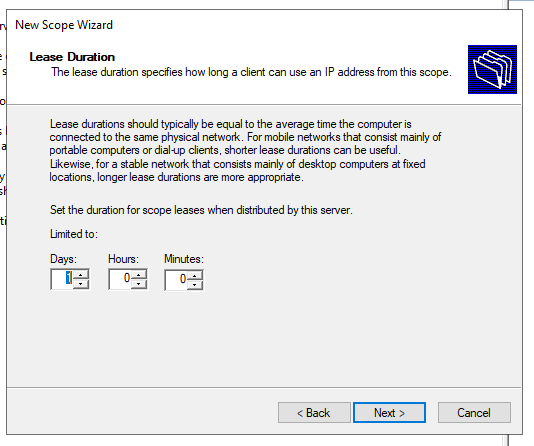 New Scope Wizard
Lease Duration
The lease duration specifies how long a client can use an IP address from this scope.
Lease durations should typically be equal to the average time the computer is
connected to the same physical network. For mobile networks that consist mainly of
portable computers or dial-up clients, shorter lease durations can be useful.
Likewise, for a stable network that consists mainly of desktop computers at fixed
locations, longer lease durations are more appropriate.
Set the duration for scope leases when distributed by this server.
Limited to:
Days: Hours: Minutes:
1 0 0
< Back Next > Cancel